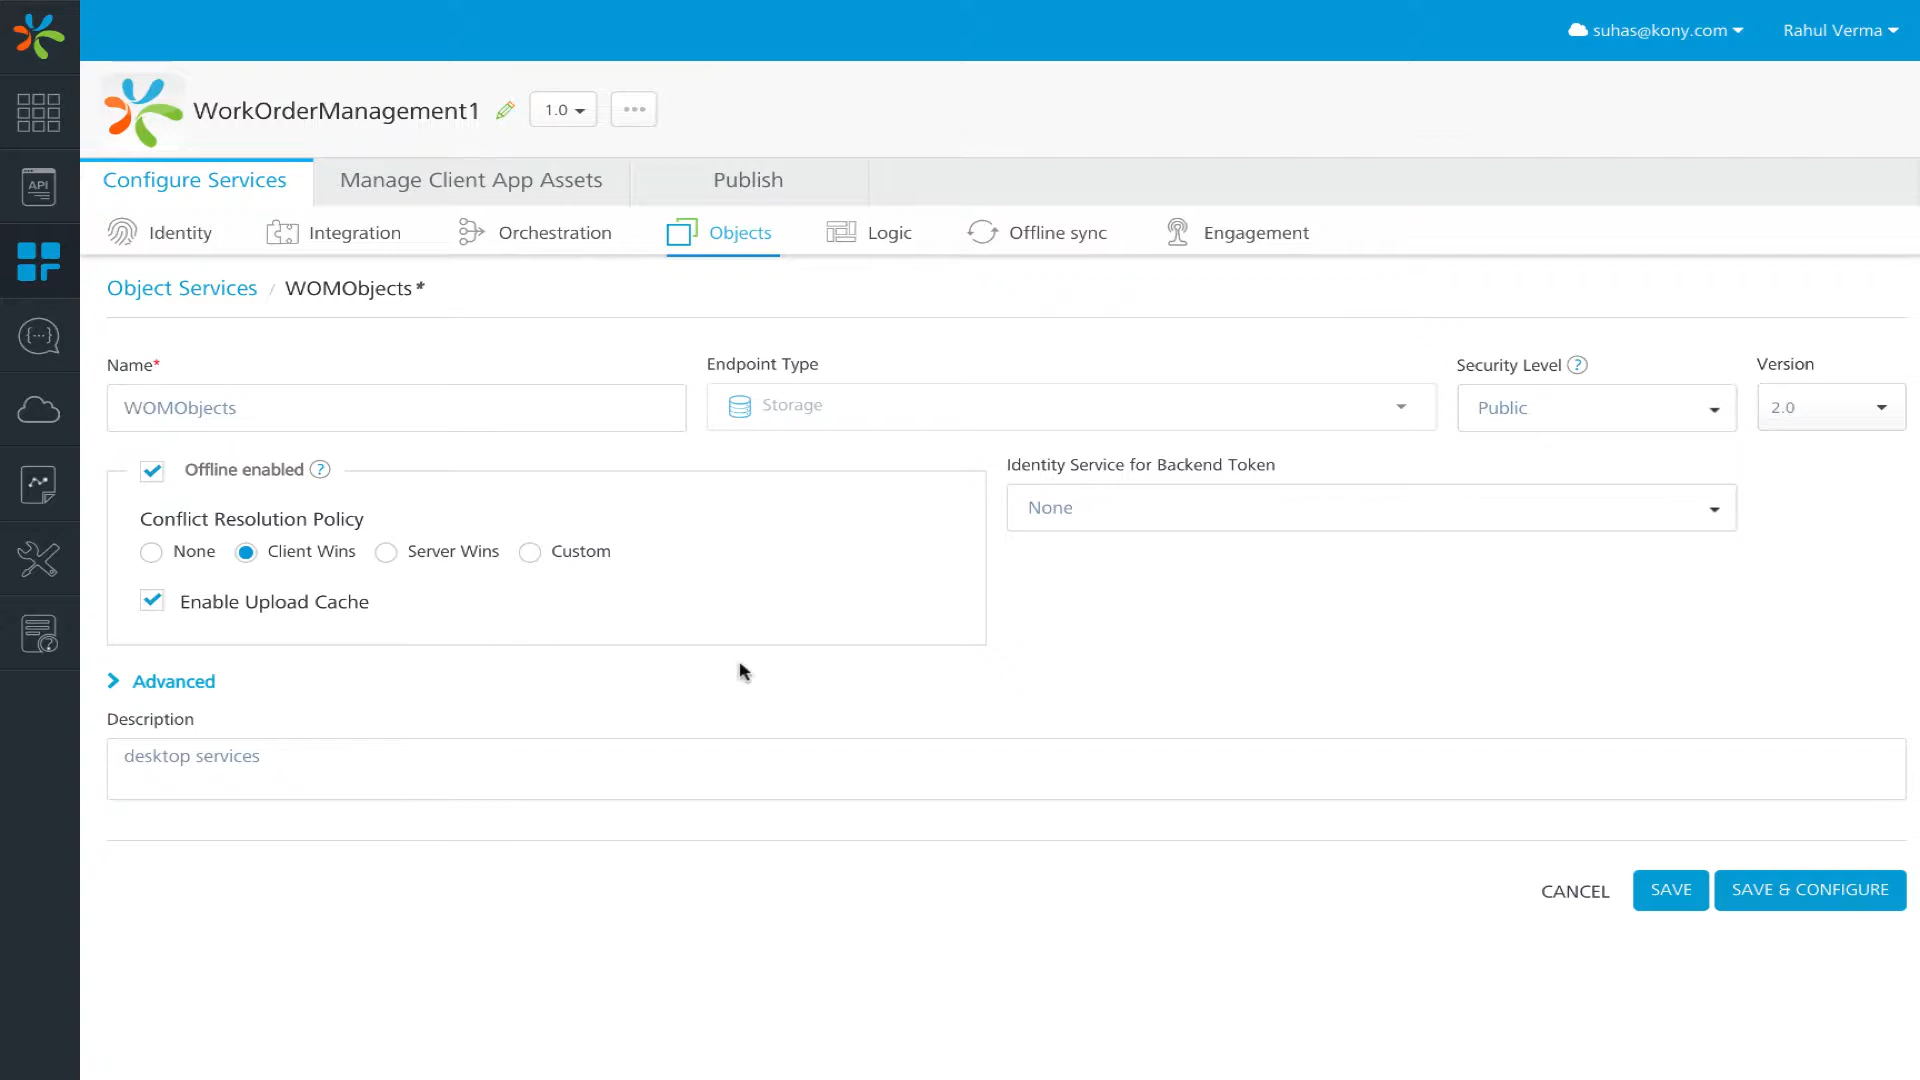 suhas@kony.com
Rahul Verma
WorkOrderManagement1
1.0
Configure Services
Manage Client App Assets
Publish
API
Identity
Integration
Orchestration
Objects
Logic
Offline sync
Engagement
Object Services / WOMObjects *
Name*
Endpoint Type
Security Level ?
Version
WOMObjects
Storage
Public
2.0
Offline enabled ?
Identity Service for Backend Token
None
Conflict Resolution Policy
None
Client Wins
Server Wins
Custom
Enable Upload Cache
Advanced
Description
desktop services
CANCEL
SAVE
SAVE & CONFIGURE